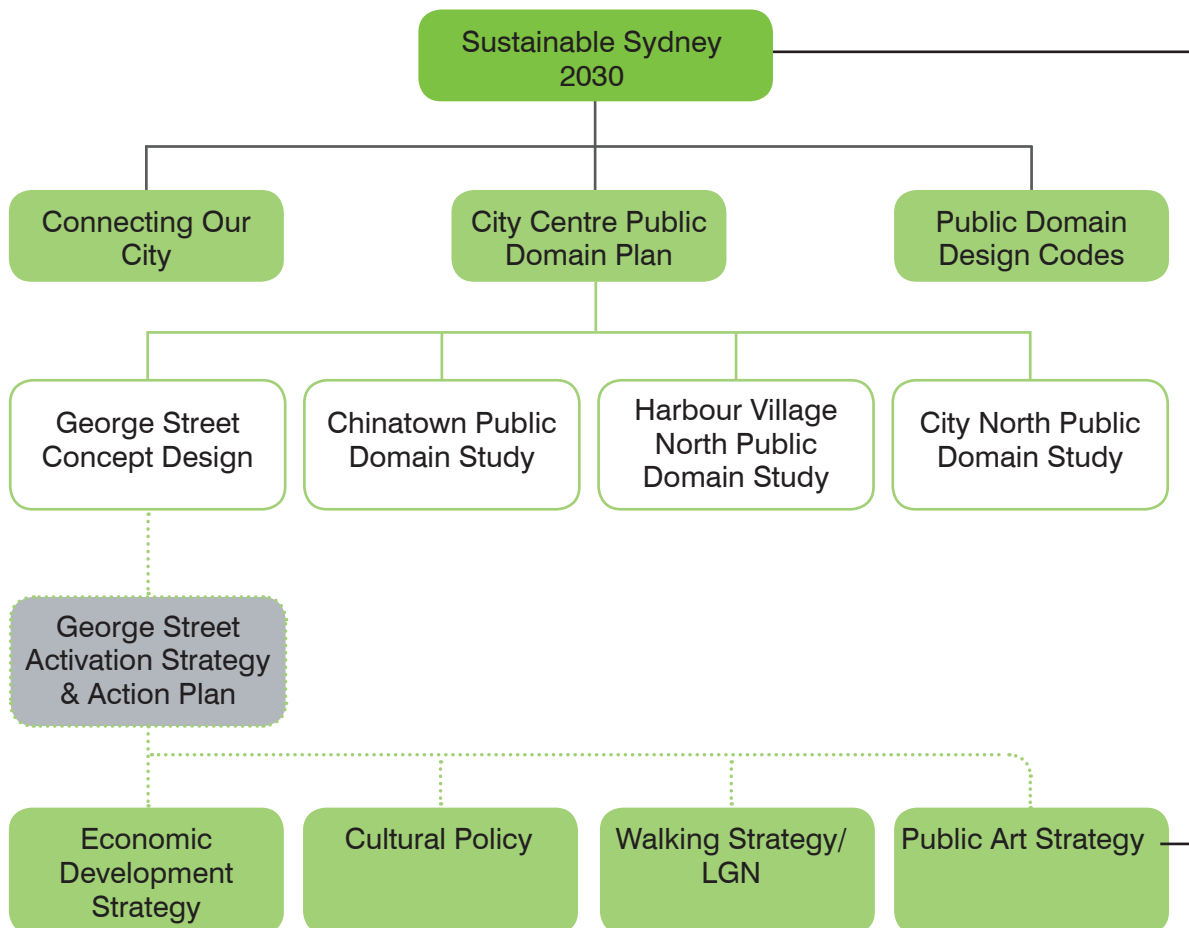 Sustainable Sydney
2030
Connecting Our
City
City Centre Public
Domain Plan
Public Domain
Design Codes
George Street
Concept Design
Chinatown Public
Domain Study
Harbour Village
North Public
Domain Study
City North Public
Domain Study
George Street
Activation Strategy
& Action Plan
Economic
Development
Strategy
Cultural Policy
Walking Strategy/
LGN
Public Art Strategy